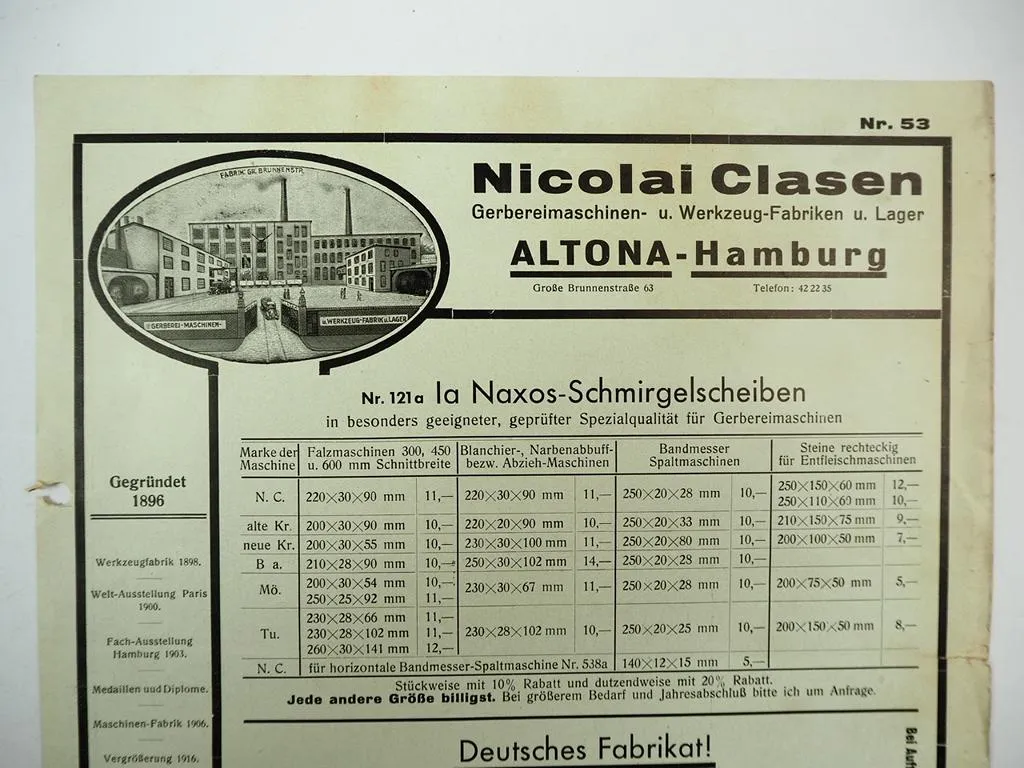 Nr. 53
FABRIK GR. BRUNNENSTR.
GERBEREI-MASCHINEN-
u. WERKZEUG-FABRIK u. LAGER
Nicolai Clasen
Gerbereimaschinen- u. Werkzeug-Fabriken u. Lager
ALTONA-Hamburg
Große Brunnenstraße 63 Telefon: 42 22 35
Nr. 121a Ia Naxos-Schmirgelscheiben
in besonders geeigneter, geprüfter Spezialqualität für Gerbereimaschinen
Marke der Maschine | Falzmaschinen 300, 450 u. 600 mm Schnittbreite | Blanchier-, Narbenabbuff- bezw. Abzieh-Maschinen | Bandmesser Spaltmaschinen | Steine rechteckig für Entfleischmaschinen
N. C. 220×30×90 mm 11,— 220×30×90 mm 11,— 250×20×28 mm 10,— 250×150×60 mm 12,—
250×110×60 mm 10,—
alte Kr. 200×30×90 mm 10,— 220×20×90 mm 10,— 250×20×33 mm 10,— 210×150×75 mm 9,—
neue Kr. 200×30×55 mm 10,— 230×30×100 mm 11,— 250×20×80 mm 10,— 200×100×50 mm 7,—
B a. 210×28×90 mm 10,— 250×30×102 mm 14,— 250×20×28 mm 10,—
Mö. 200×30×54 mm 10,— 230×30×67 mm 11,— 250×20×28 mm 10,— 200×75×50 mm 5,—
250×25×92 mm 11,—
230×28×66 mm 11,—
Tu. 230×28×102 mm 11,— 230×28×102 mm 10,— 250×20×25 mm 10,— 200×150×50 mm 8,—
260×30×141 mm 12,—
N. C. für horizontale Bandmesser-Spaltmaschine Nr. 538a 140×12×15 mm 5,—
Stückweise mit 10% Rabatt und dutzendweise mit 20% Rabatt.
Jede andere Größe billigst. Bei größerem Bedarf und Jahresabschluß bitte ich um Anfrage.
Deutsches Fabrikat!
Gegründet
1896
Werkzeugfabrik 1898.
Welt-Ausstellung Paris
1900.
Fach-Ausstellung
Hamburg 1903.
Medaillen und Diplome.
Maschinen-Fabrik 1906.
Vergrößerung 1916.
Bei